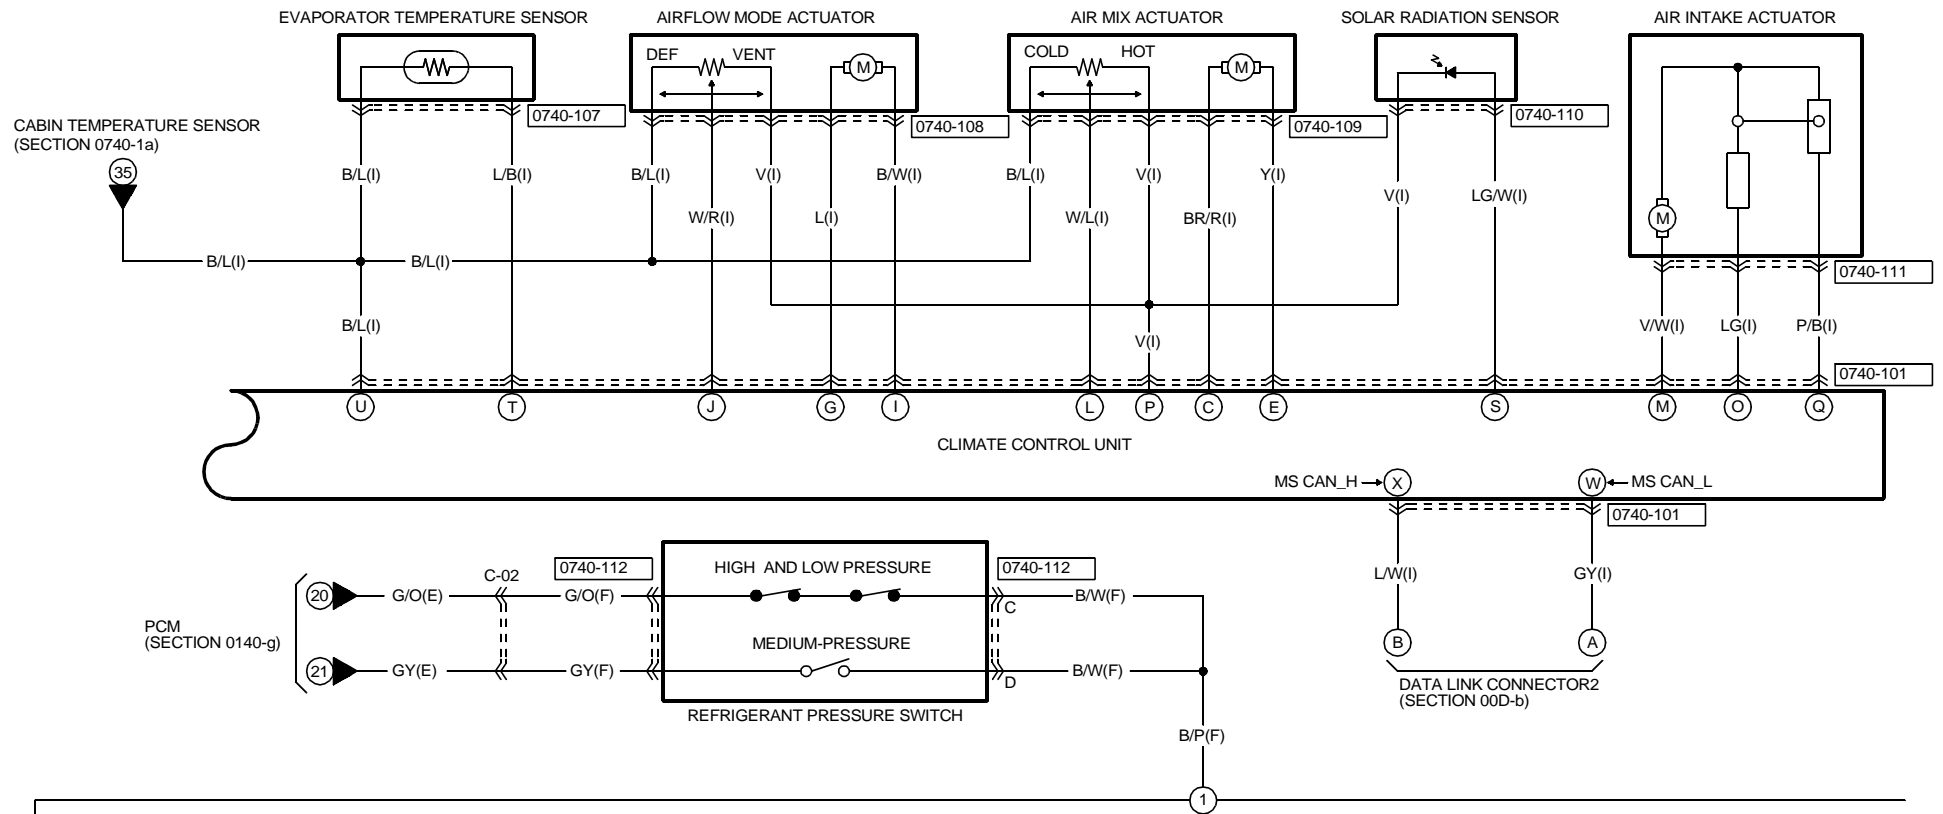 EVAPORATOR TEMPERATURE SENSOR
AIRFLOW MODE ACTUATOR
AIR MIX ACTUATOR
SOLAR RADIATION SENSOR
AIR INTAKE ACTUATOR
DEF
VENT
M
COLD
HOT
M
0740-107
0740-108
0740-109
0740-110
CABIN TEMPERATURE SENSOR
(SECTION 0740-1a)
35
B/L(I)
L/B(I)
B/L(I)
V(I)
B/W(I)
B/L(I)
V(I)
Y(I)
V(I)
LG/W(I)
W/R(I)
L(I)
W/L(I)
BR/R(I)
M
B/L(I)
B/L(I)
0740-111
B/L(I)
V(I)
V/W(I)
LG(I)
P/B(I)
0740-101
U
T
J
G
I
L
P
C
E
S
M
O
Q
CLIMATE CONTROL UNIT
MS CAN_H
X
W
MS CAN_L
0740-101
L/W(I)
GY(I)
B
A
DATA LINK CONNECTOR2
(SECTION 00D-b)
PCM
(SECTION 0140-g)
20
G/O(E)
C-02
G/O(F)
0740-112
HIGH AND LOW PRESSURE
0740-112
C
B/W(F)
21
GY(E)
GY(F)
MEDIUM-PRESSURE
D
B/W(F)
REFRIGERANT PRESSURE SWITCH
B/P(F)
1